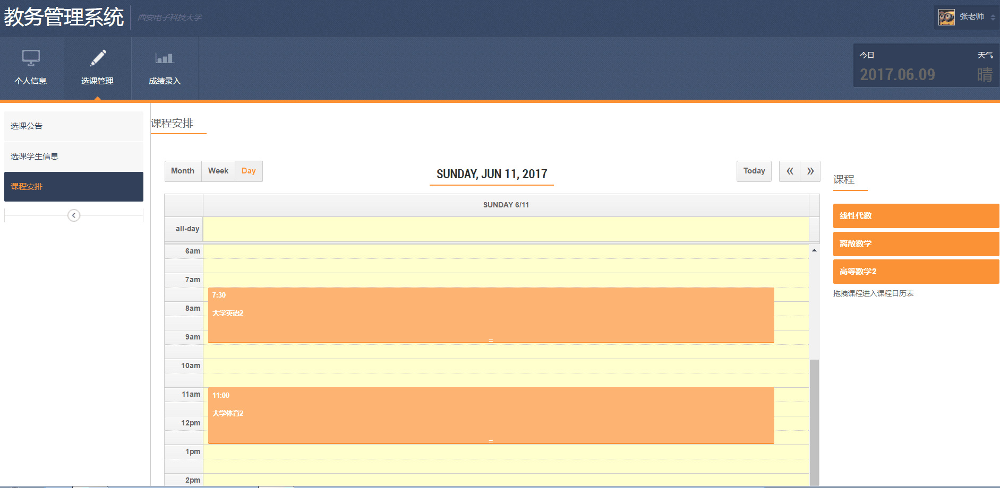 教务管理系统
西安电子科技大学
张老师
个人信息
选课管理
成绩录入
今日
天气
2017.06.09
晴
选课公告
选课学生信息
课程安排
课程安排
Month
Week
Day
SUNDAY, JUN 11, 2017
Today
«
»
SUNDAY 6/11
all-day
6am
7am
7:30
大学英语2
8am
9am
=
10am
11am
11:00
大学体育2
12pm
=
1pm
2pm
课程
线性代数
离散数学
高等数学2
拖拽课程进入课程日历表